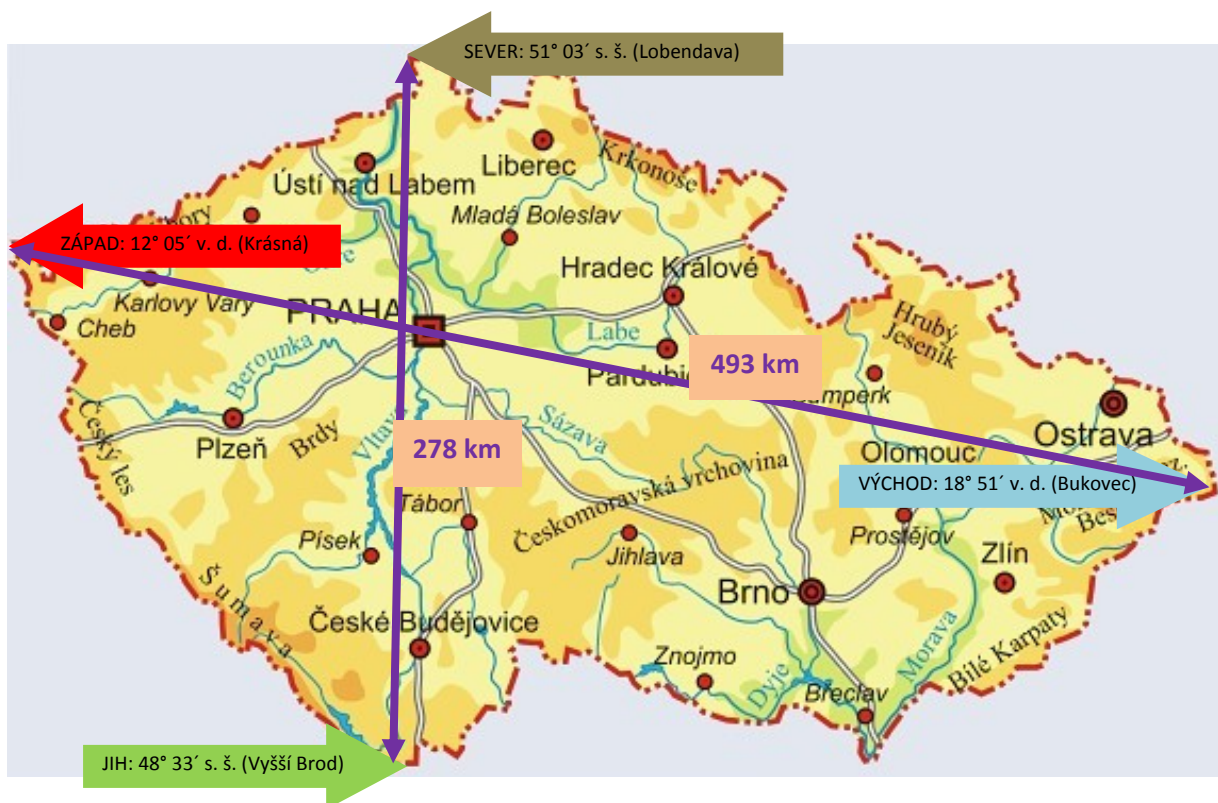 SEVER: 51° 03´ s. š. (Lobendava)
Krkonoše
Liberec
Ústí nad Labem
Mladá Boleslav
ZÁPAD: 12° 05´ v. d. (Krásná)
Hradec Králové
Karlovy Vary
PRAHA
Cheb
Labe
Hrubý
Jeseník
Berounka
493 km
Český les
Plzeň
Brdy
Vltava
Sázava
Ostrava
278 km
Olomouc
Českomoravská vrchovina
VÝCHOD: 18° 51´ v. d. (Bukovec)
Tábor
Písek
Jihlava
Prostějov
Zlín
Šumava
Brno
České Budějovice
Znojmo
Dyje
Morava
Bílé Karpaty
Břeclav
JIH: 48° 33´ s. š. (Vyšší Brod)